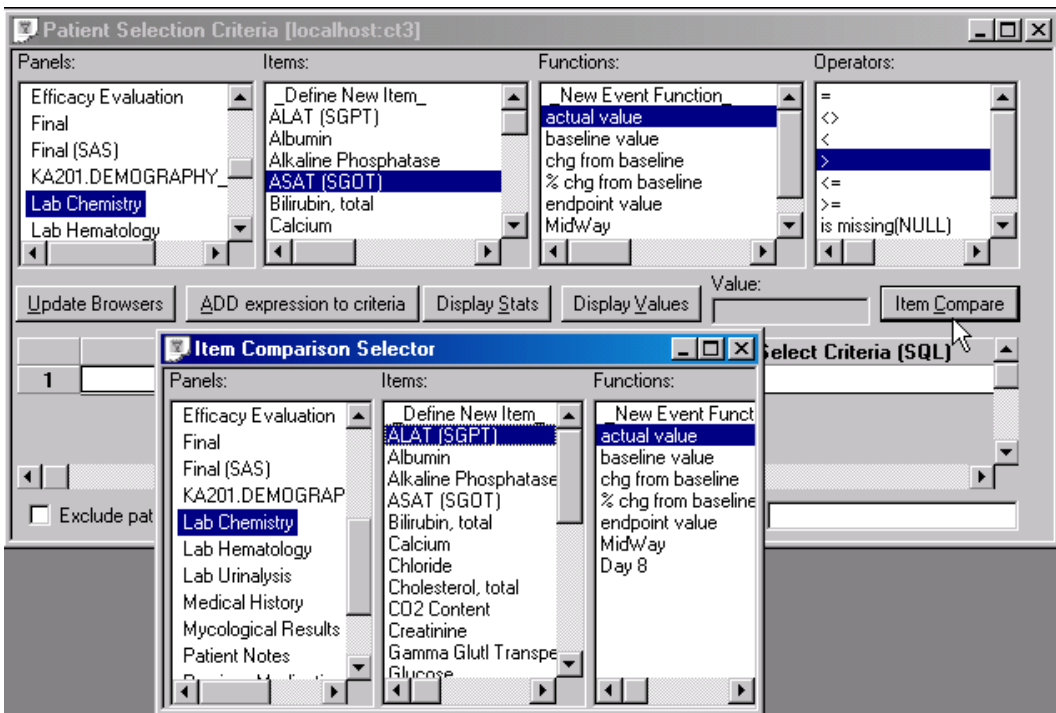 Patient Selection Criteria [localhost:ct3]
Panels: Items: Functions: Operators:
Efficacy Evaluation
Final
Final (SAS)
KA201.DEMOGRAPHY_
Lab Chemistry
Lab Hematology
_Define New Item_
ALAT (SGPT)
Albumin
Alkaline Phosphatase
ASAT (SGOT)
Bilirubin, total
Calcium
_New Event Function_
actual value
baseline value
chg from baseline
% chg from baseline
endpoint value
MidWay
=
<>
<
>
<=
>=
is missing(NULL)
Update Browsers ADD expression to criteria Display Stats Display Values Value: Item Compare
Select Criteria (SQL)
1
Exclude pat
Item Comparison Selector
Panels: Items: Functions:
Efficacy Evaluation
Final
Final (SAS)
KA201.DEMOGRAP
Lab Chemistry
Lab Hematology
Lab Urinalysis
Medical History
Mycological Results
Patient Notes
_Define New Item_
ALAT (SGPT)
Albumin
Alkaline Phosphatase
ASAT (SGOT)
Bilirubin, total
Calcium
Chloride
Cholesterol, total
CO2 Content
Creatinine
Gamma Glutl Transpe
Glucose
_New Event Funct
actual value
baseline value
chg from baseline
% chg from baseline
endpoint value
MidWay
Day 8